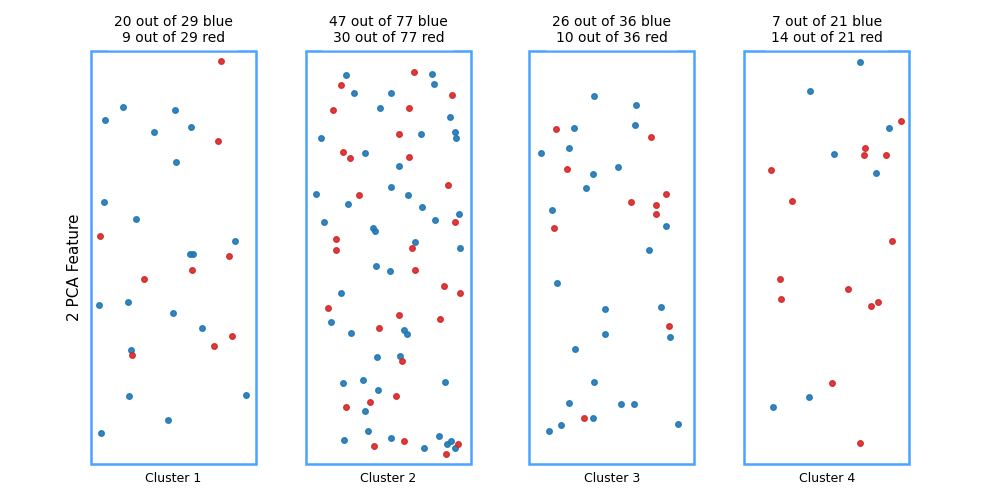 20 out of 29 blue
9 out of 29 red
47 out of 77 blue
30 out of 77 red
26 out of 36 blue
10 out of 36 red
7 out of 21 blue
14 out of 21 red
2 PCA Feature
Cluster 1
Cluster 2
Cluster 3
Cluster 4